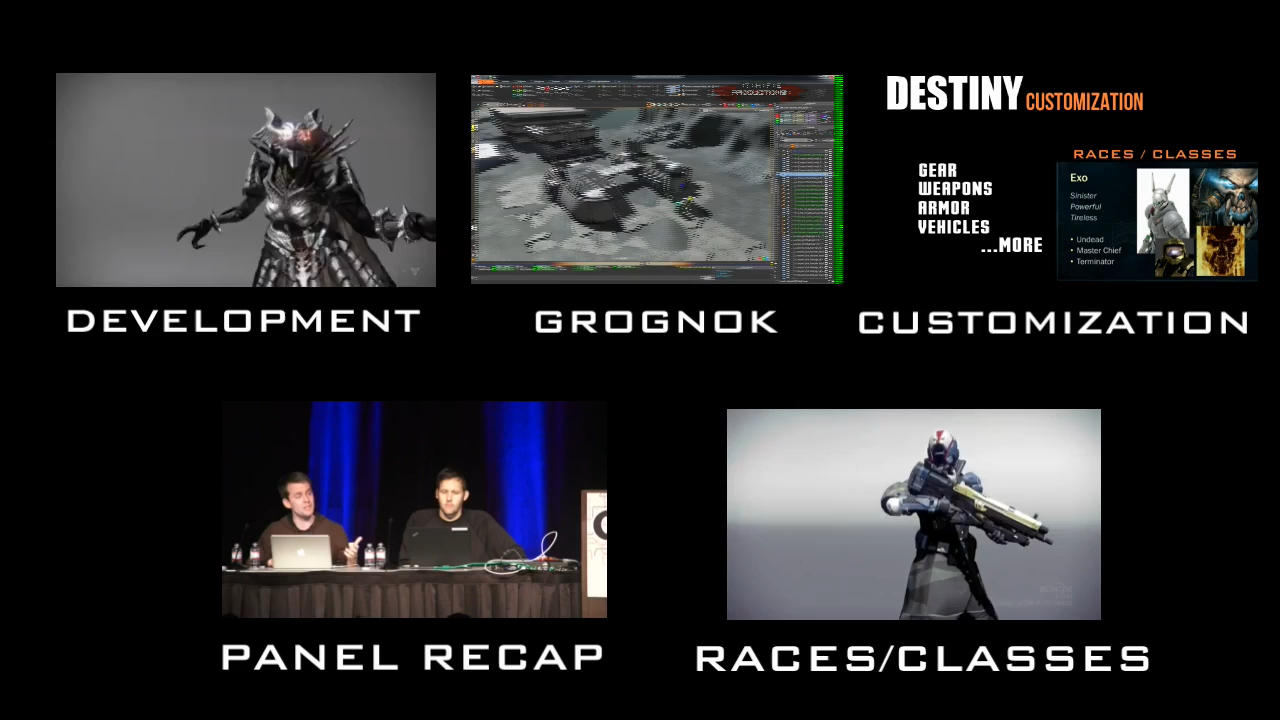 DESTINY CUSTOMIZATION
RACES / CLASSES
GEAR
WEAPONS
ARMOR
VEHICLES
...MORE
Exo
Sinister
Powerful
Tireless
• Undead
• Master Chief
• Terminator
DEVELOPMENT
GROGNOK
CUSTOMIZATION
PANEL RECAP
RACES/CLASSES